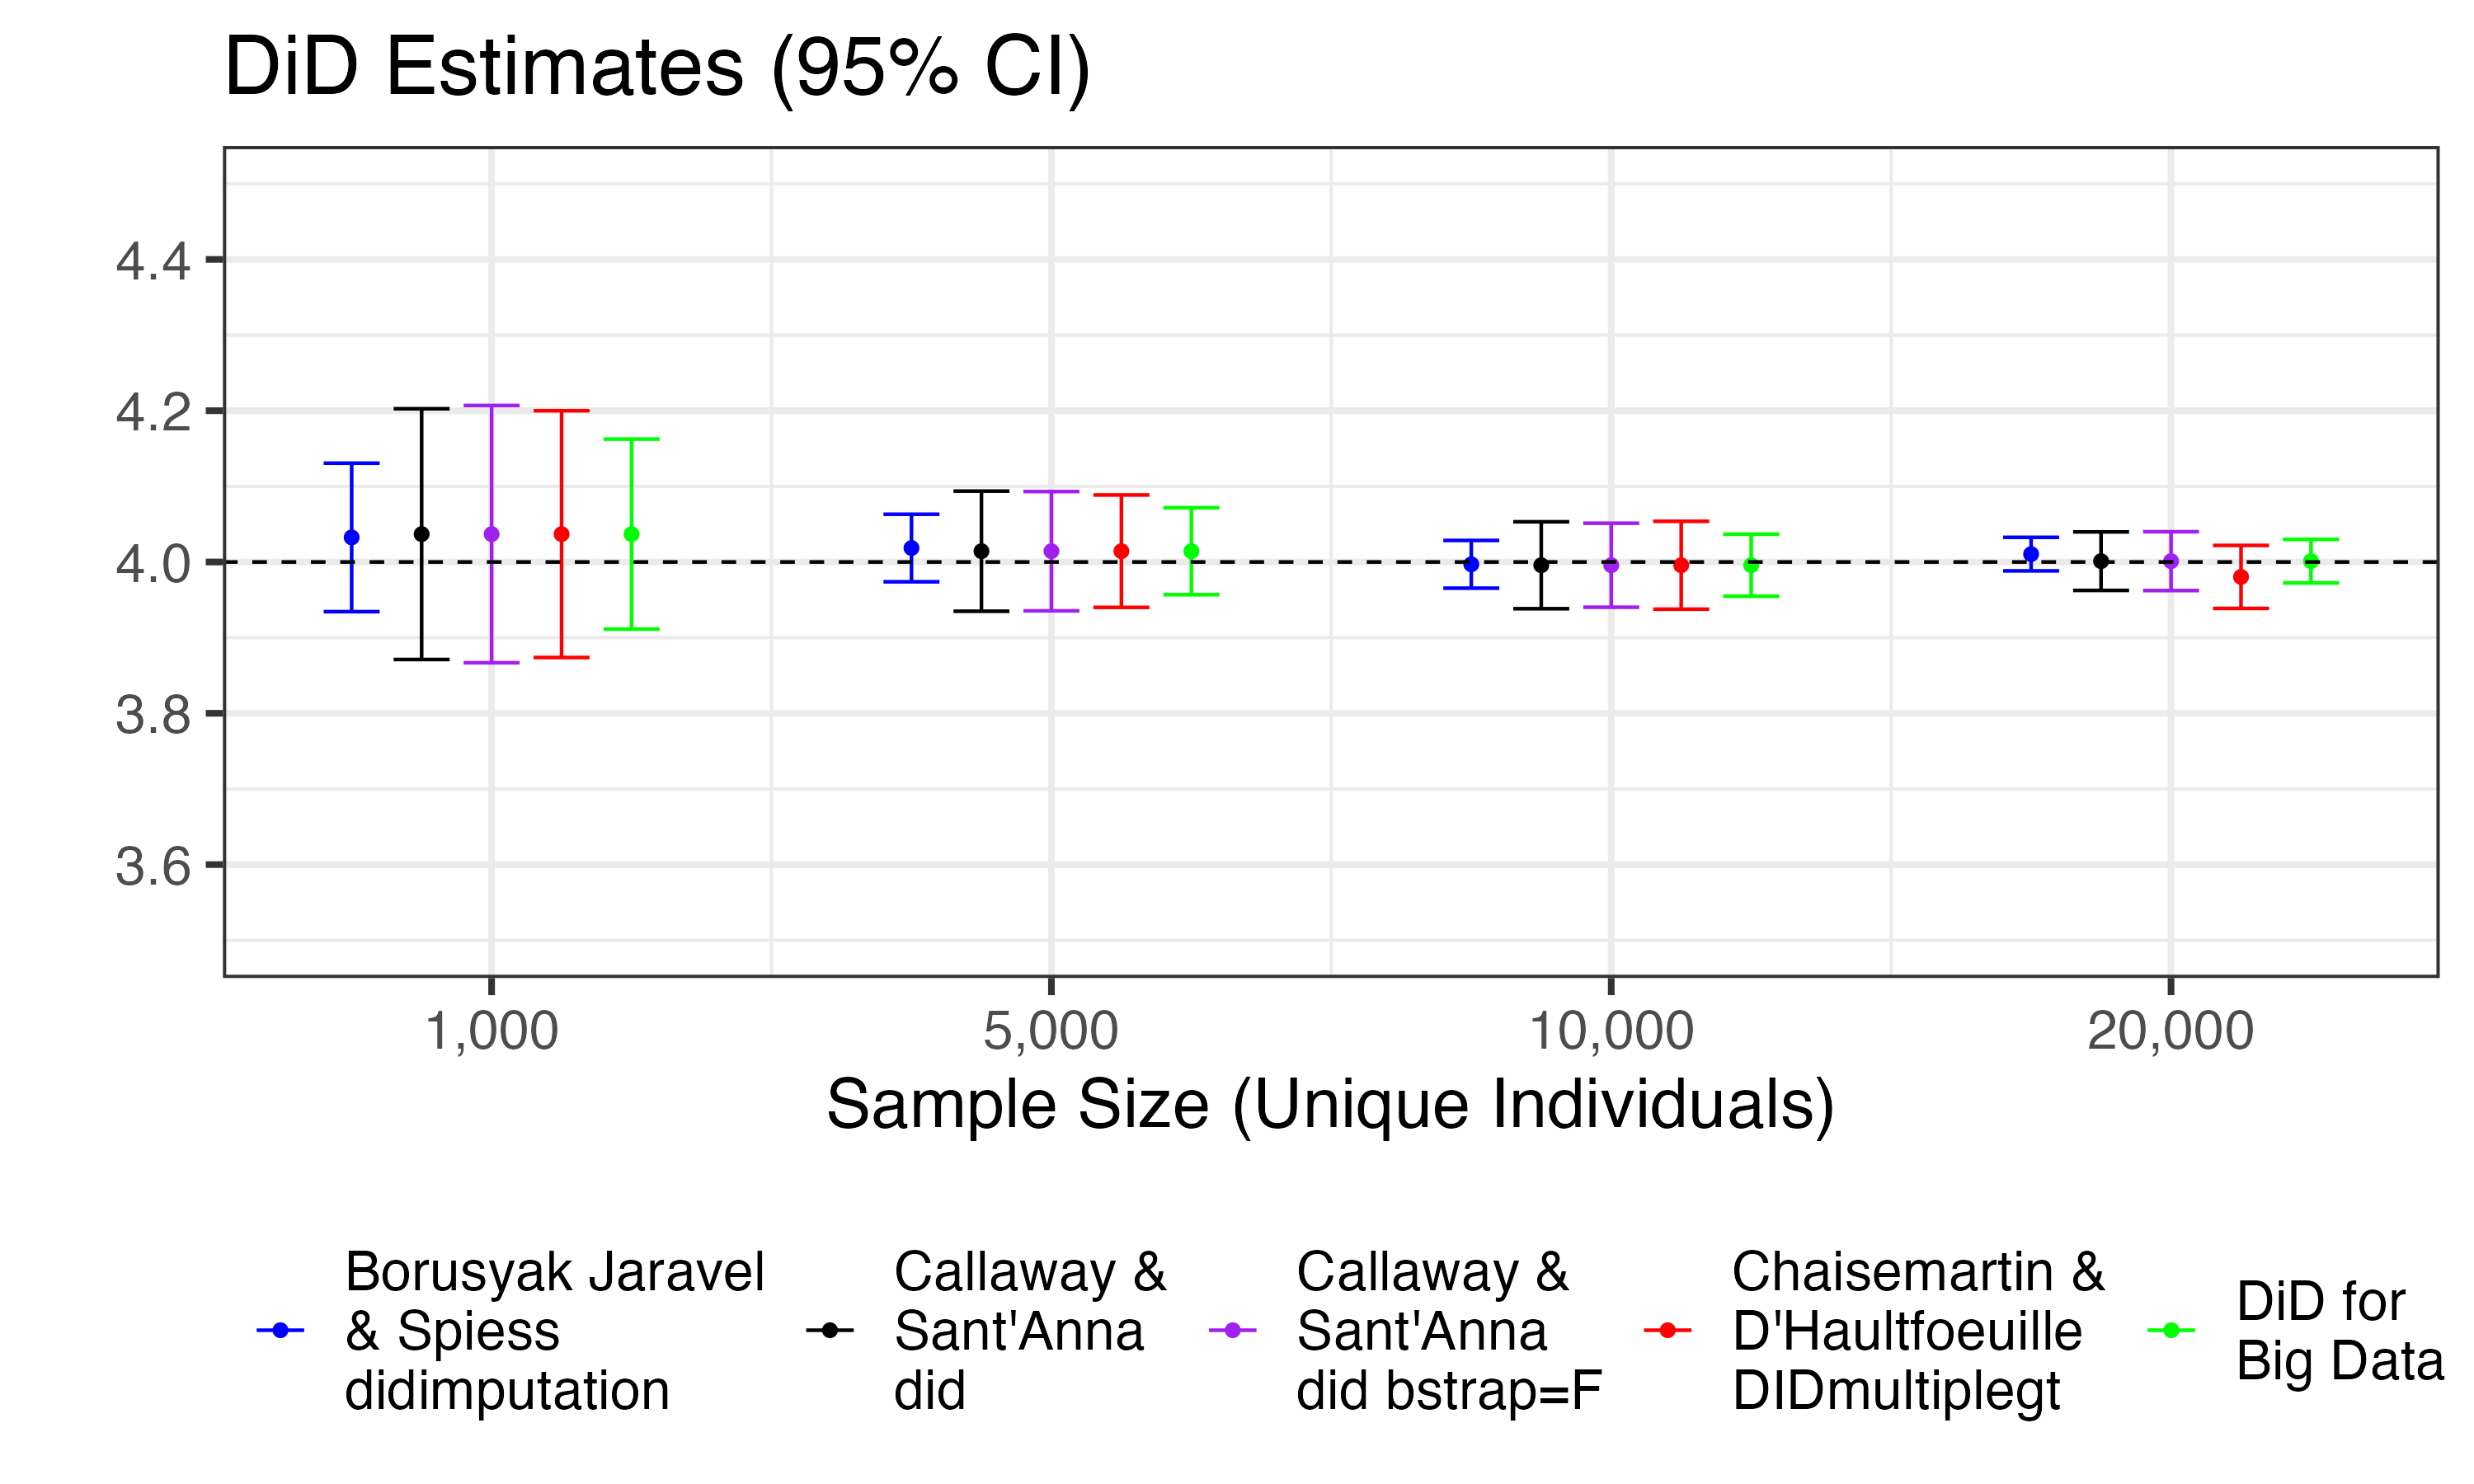 DiD Estimates (95% CI)
4.4
4.2
4.0
3.8
3.6
1,000
5,000
10,000
20,000
Sample Size (Unique Individuals)
Borusyak Jaravel
& Spiess
didimputation
Callaway &
Sant'Anna
did
Callaway &
Sant'Anna
did bstrap=F
Chaisemartin &
D'Haultfoeuille
DIDmultiplegt
DiD for
Big Data